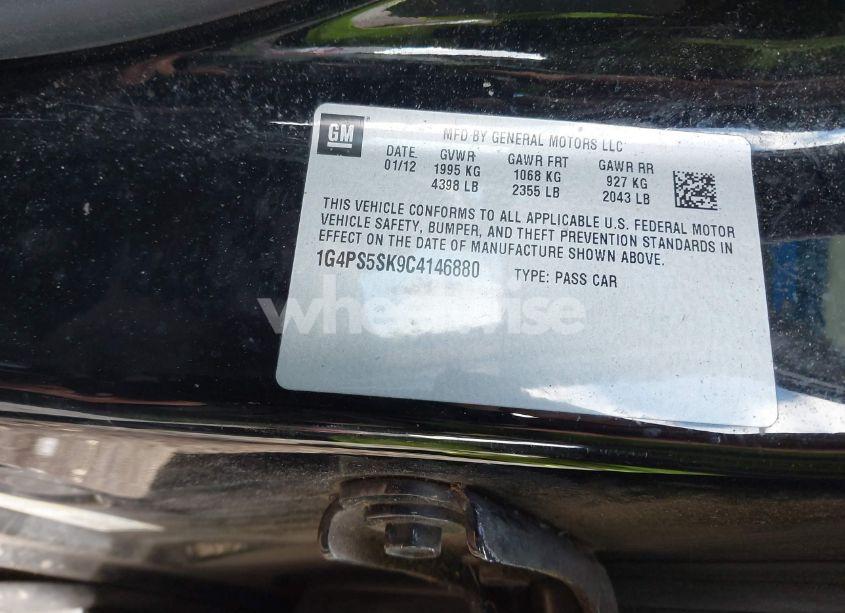 GM
MFD BY GENERAL MOTORS LLC
DATE GVWR GAWR FRT GAWR RR
01/12 1995 KG 1068 KG 927 KG
4398 LB 2355 LB 2043 LB
THIS VEHICLE CONFORMS TO ALL APPLICABLE U.S. FEDERAL MOTOR
VEHICLE SAFETY, BUMPER, AND THEFT PREVENTION STANDARDS IN
EFFECT ON THE DATE OF MANUFACTURE SHOWN ABOVE.
1G4PS5SK9C4146880 TYPE: PASS CAR
wheelwise